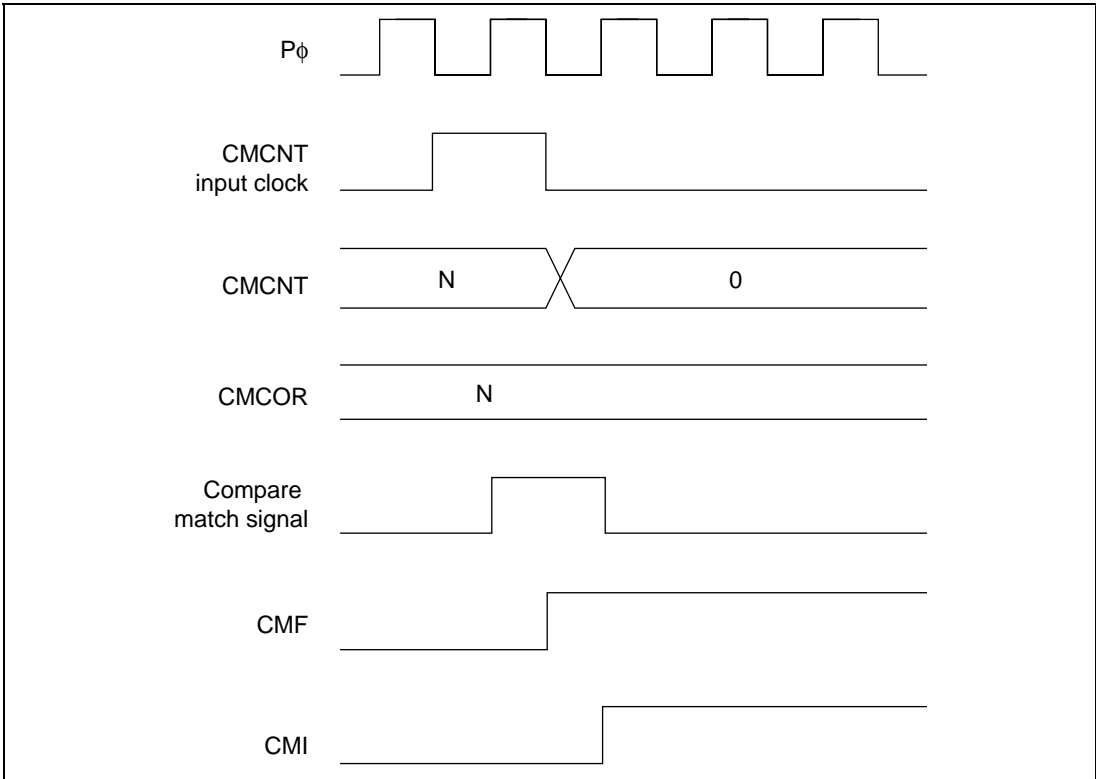 Pϕ
CMCNT
input clock
CMCNT
N
0
CMCOR
N
Compare
match signal
CMF
CMI